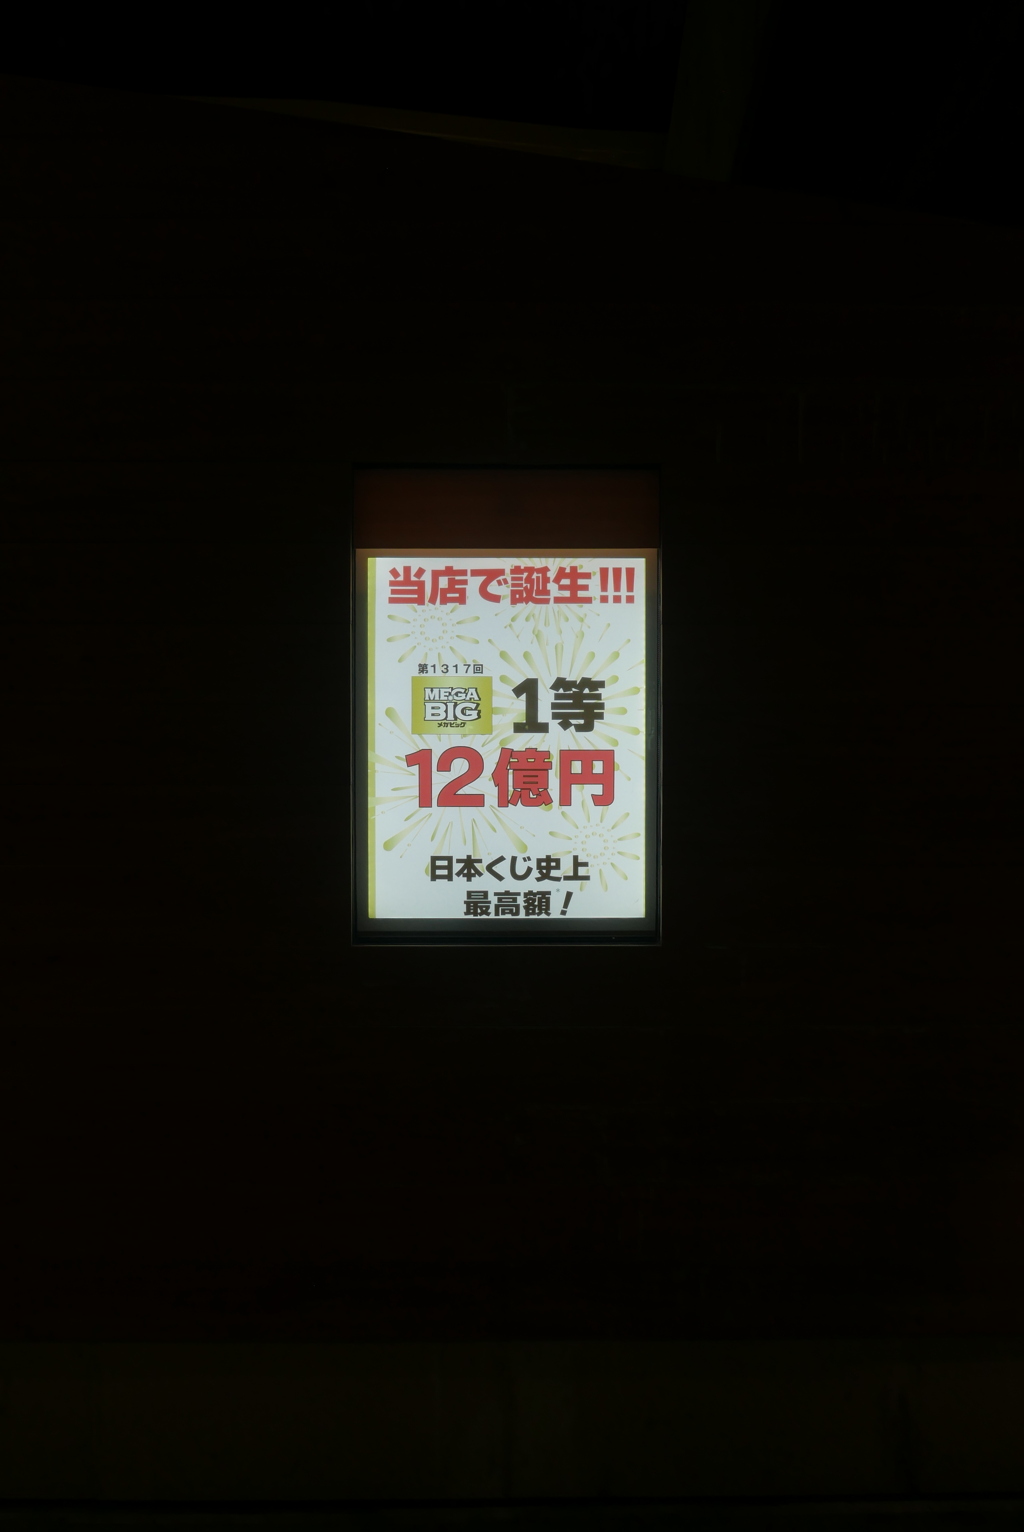 当店で誕生!!!
第1317回
MEGA
BIG
メガビッグ
1等
12億円
日本くじ史上
最高額!